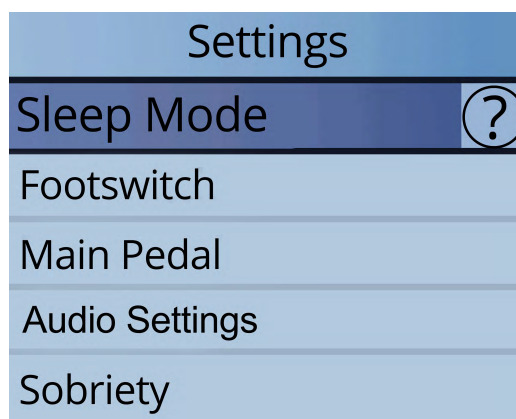 Settings
Sleep Mode ?
Footswitch
Main Pedal
Audio Settings
Sobriety